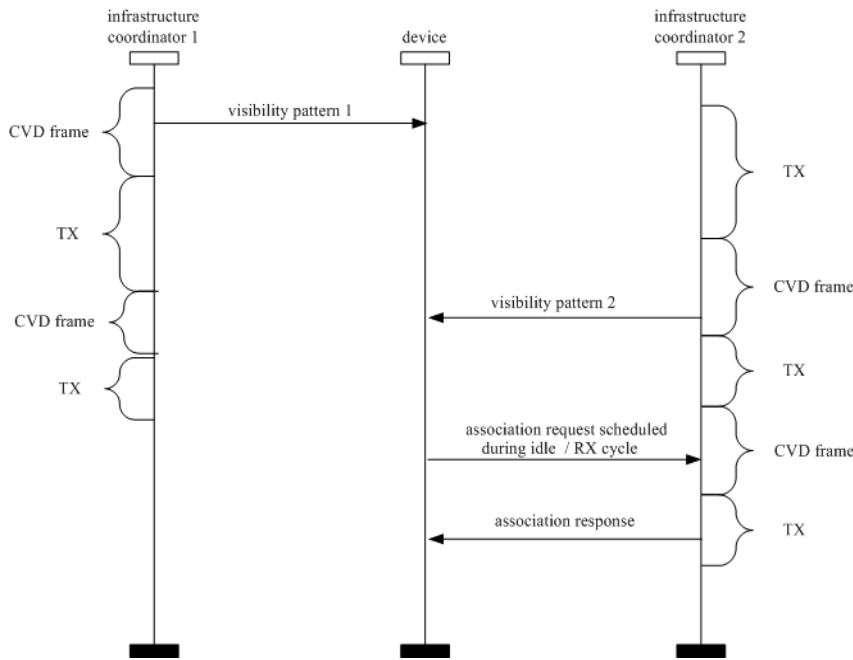 infrastructure
coordinator 1
device
infrastructure
coordinator 2
visibility pattern 1
CVD frame
TX
TX
CVD frame
visibility pattern 2
CVD frame
TX
TX
association request scheduled
during idle / RX cycle
CVD frame
association response
TX